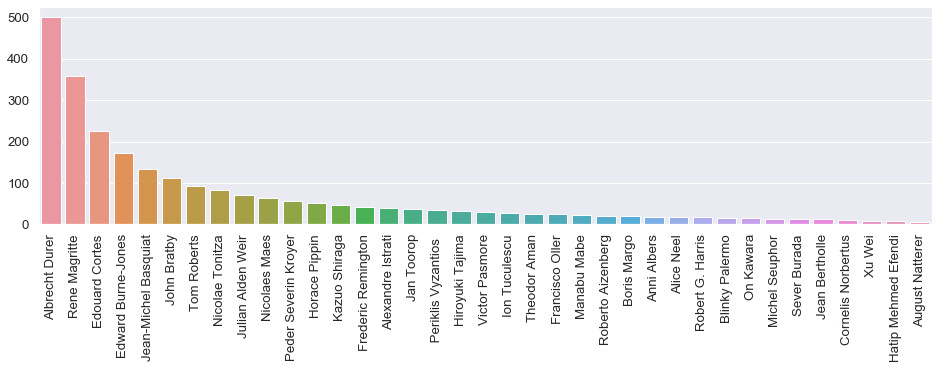 500
400
300
200
100
0
Albrecht Durer
Rene Magritte
Edouard Cortes
Edward Burne-Jones
Jean-Michel Basquiat
John Bratby
Tom Roberts
Nicolae Tonitza
Julian Alden Weir
Nicolaes Maes
Peder Severin Kroyer
Horace Pippin
Kazuo Shiraga
Frederic Remington
Alexandre Istrati
Jan Toorop
Periklis Vyzantios
Hiroyuki Tajima
Victor Pasmore
Ion Tuculescu
Theodor Aman
Francisco Oller
Manabu Mabe
Roberto Aizenberg
Boris Margo
Anni Albers
Alice Neel
Robert G. Harris
Blinky Palermo
On Kawara
Michel Seuphor
Sever Burada
Jean Bertholle
Cornelis Norbertus
Xu Wei
Hatip Mehmed Efendi
August Natterer